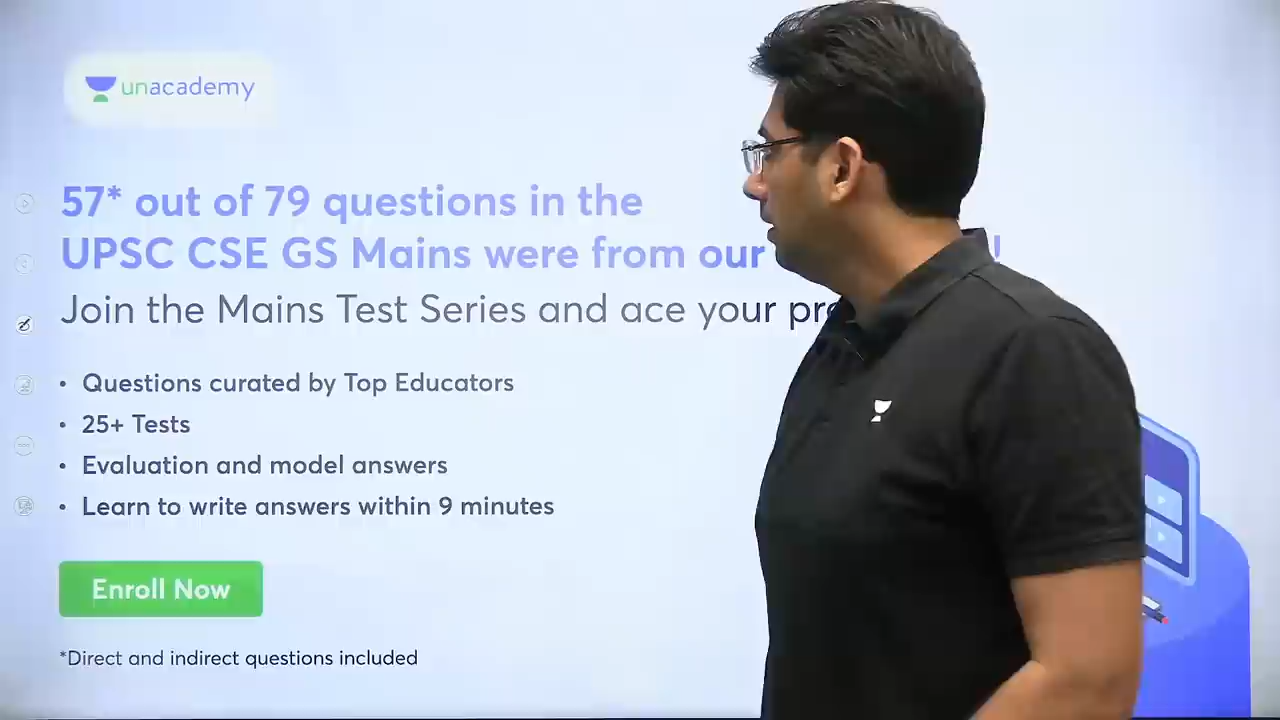 unacademy
57* out of 79 questions in the
UPSC CSE GS Mains were from our !
Join the Mains Test Series and ace your
• Questions curated by Top Educators
• 25+ Tests
• Evaluation and model answers
• Learn to write answers within 9 minutes
Enroll Now
*Direct and indirect questions included